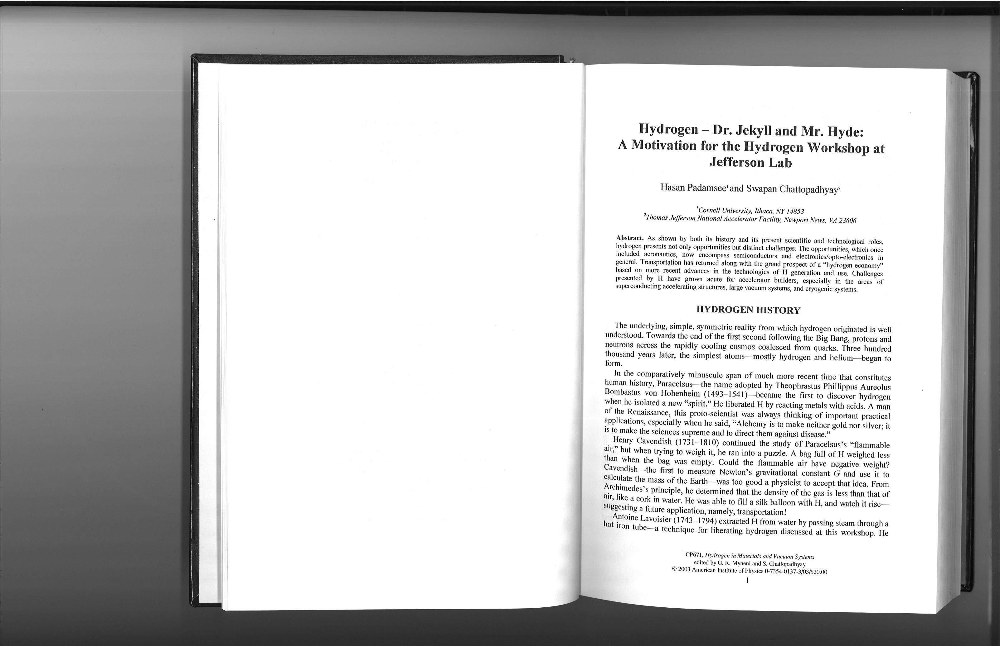 Hydrogen – Dr. Jekyll and Mr. Hyde:
A Motivation for the Hydrogen Workshop at
Jefferson Lab
Hasan Padamsee¹ and Swapan Chattopadhyay²
¹Cornell University, Ithaca, NY 14853
²Thomas Jefferson National Accelerator Facility, Newport News, VA 23606
Abstract. As shown by both its history and its present scientific and technological roles,
hydrogen presents not only opportunities but distinct challenges. The opportunities, which once
included aeronautics, now encompass semiconductors and electronics/opto-electronics in
general. Transportation has returned along with the grand prospect of a “hydrogen economy”
based on more recent advances in the technologies of H generation and use. Challenges
presented by H have grown acute for accelerator builders, especially in the areas of
superconducting accelerating structures, large vacuum systems, and cryogenic systems.
HYDROGEN HISTORY
The underlying, simple, symmetric reality from which hydrogen originated is well
understood. Towards the end of the first second following the Big Bang, protons and
neutrons across the rapidly cooling cosmos coalesced from quarks. Three hundred
thousand years later, the simplest atoms—mostly hydrogen and helium—began to
form.
In the comparatively minuscule span of much more recent time that constitutes
human history, Paracelsus—the name adopted by Theophrastus Phillippus Aureolus
Bombastus von Hohenheim (1493–1541)—became the first to discover hydrogen
when he isolated a new “spirit.” He liberated H by reacting metals with acids. A man
of the Renaissance, this proto-scientist was always thinking of important practical
applications, especially when he said, “Alchemy is to make neither gold nor silver; it
is to make the sciences supreme and to direct them against disease.”
Henry Cavendish (1731–1810) continued the study of Paracelsus’s “flammable
air,” but when trying to weigh it, he ran into a puzzle. A bag full of H weighed less
than when the bag was empty. Could the flammable air have negative weight?
Cavendish—the first to measure Newton’s gravitational constant G and use it to
calculate the mass of the Earth—was too good a physicist to accept that idea. From
Archimedes’s principle, he determined that the density of the gas is less than that of
air, like a cork in water. He was able to fill a silk balloon with H, and watch it rise—
suggesting a future application, namely, transportation!
Antoine Lavoisier (1743–1794) extracted H from water by passing steam through a
hot iron tube—a technique for liberating hydrogen discussed at this workshop. He
CP671, Hydrogen in Materials and Vacuum Systems
edited by G. R. Myneni and S. Chattopadhyay
© 2003 American Institute of Physics 0-7354-0137-3/03/$20.00
1